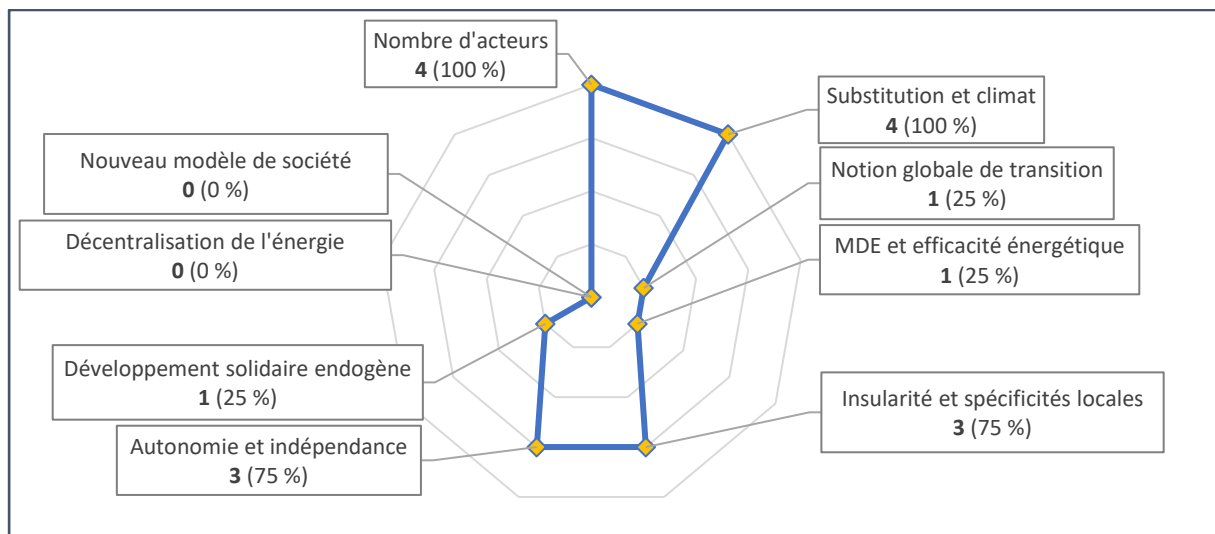 Nombre d'acteurs
4 (100 %)
Substitution et climat
4 (100 %)
Notion globale de transition
1 (25 %)
MDE et efficacité énergétique
1 (25 %)
Insularité et spécificités locales
3 (75 %)
Autonomie et indépendance
3 (75 %)
Développement solidaire endogène
1 (25 %)
Décentralisation de l'énergie
0 (0 %)
Nouveau modèle de société
0 (0 %)